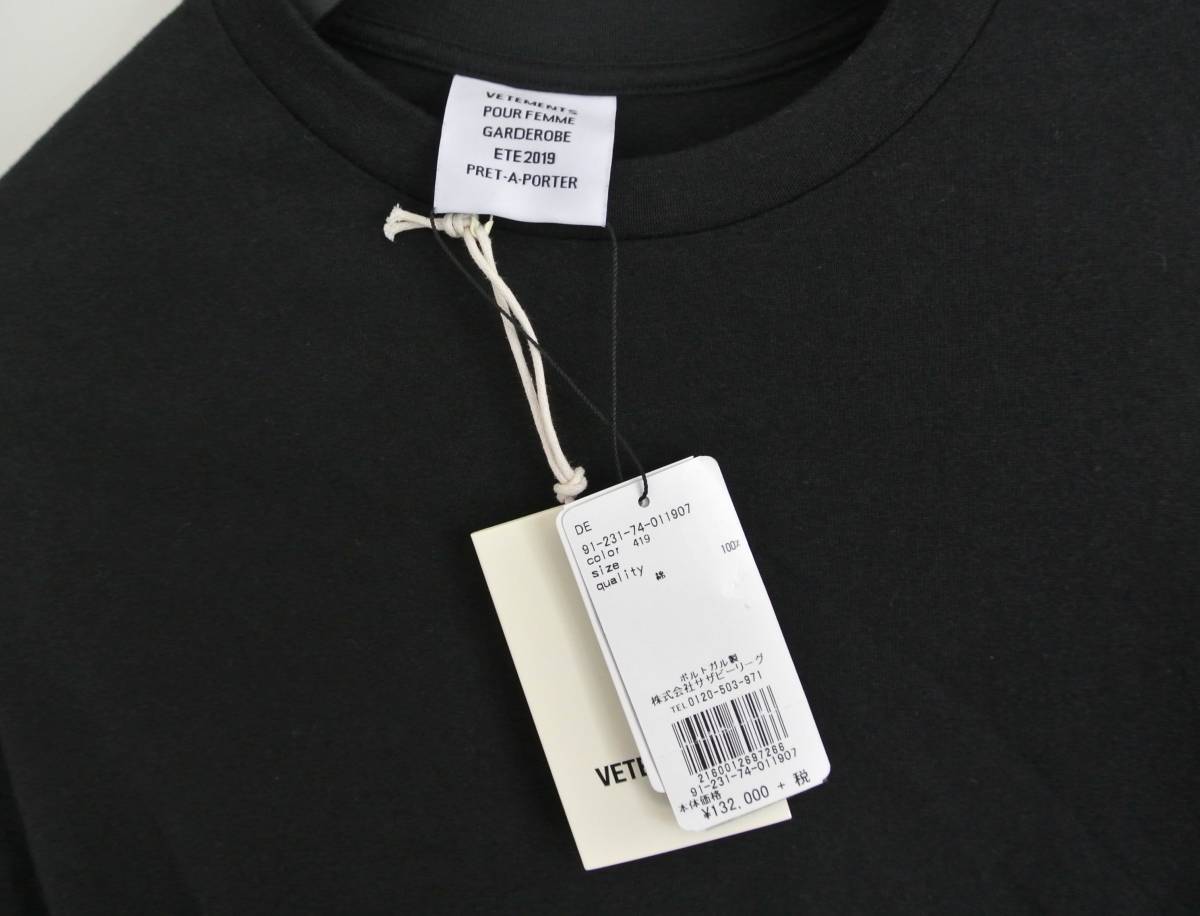 VETEMENTS
POUR FEMME
GARDEROBE
ETE 2019
PRET-A-PORTER
DE
91-231-74-011907
color 419
size
quality 綿 100%
ポルトガル製
株式会社サザビーリーグ
TEL0120-503-971
2160012697266
91-231-74-011907
本体価格
¥132,000 + 税
VETE